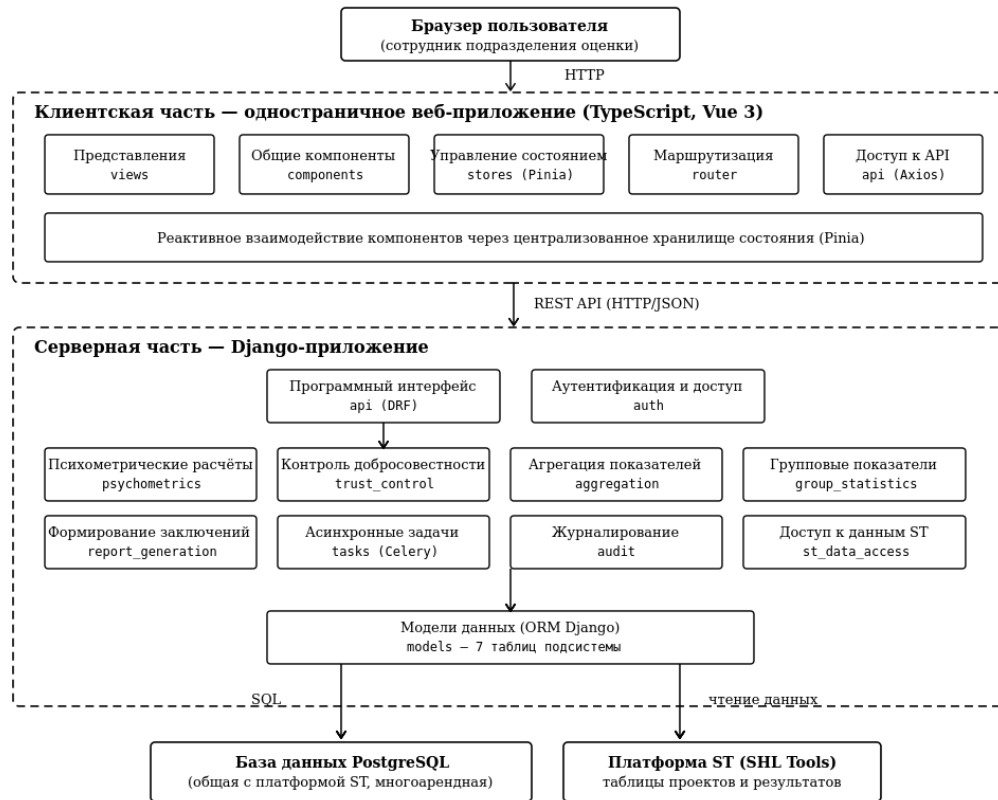 Браузер пользователя
(сотрудник подразделения оценки)
HTTP
Клиентская часть — одностраничное веб-приложение (TypeScript, Vue 3)
Представления
views
Общие компоненты
components
Управление состоянием
stores (Pinia)
Маршрутизация
router
Доступ к API
api (Axios)
Реактивное взаимодействие компонентов через централизованное хранилище состояния (Pinia)
REST API (HTTP/JSON)
Серверная часть — Django-приложение
Программный интерфейс
api (DRF)
Аутентификация и доступ
auth
Психометрические расчёты
psychometrics
Контроль добросовестности
trust_control
Агрегация показателей
aggregation
Групповые показатели
group_statistics
Формирование заключений
report_generation
Асинхронные задачи
tasks (Celery)
Журналирование
audit
Доступ к данным ST
st_data_access
Модели данных (ORM Django)
models — 7 таблиц подсистемы
SQL
чтение данных
База данных PostgreSQL
(общая с платформой ST, многоарендная)
Платформа ST (SHL Tools)
таблицы проектов и результатов